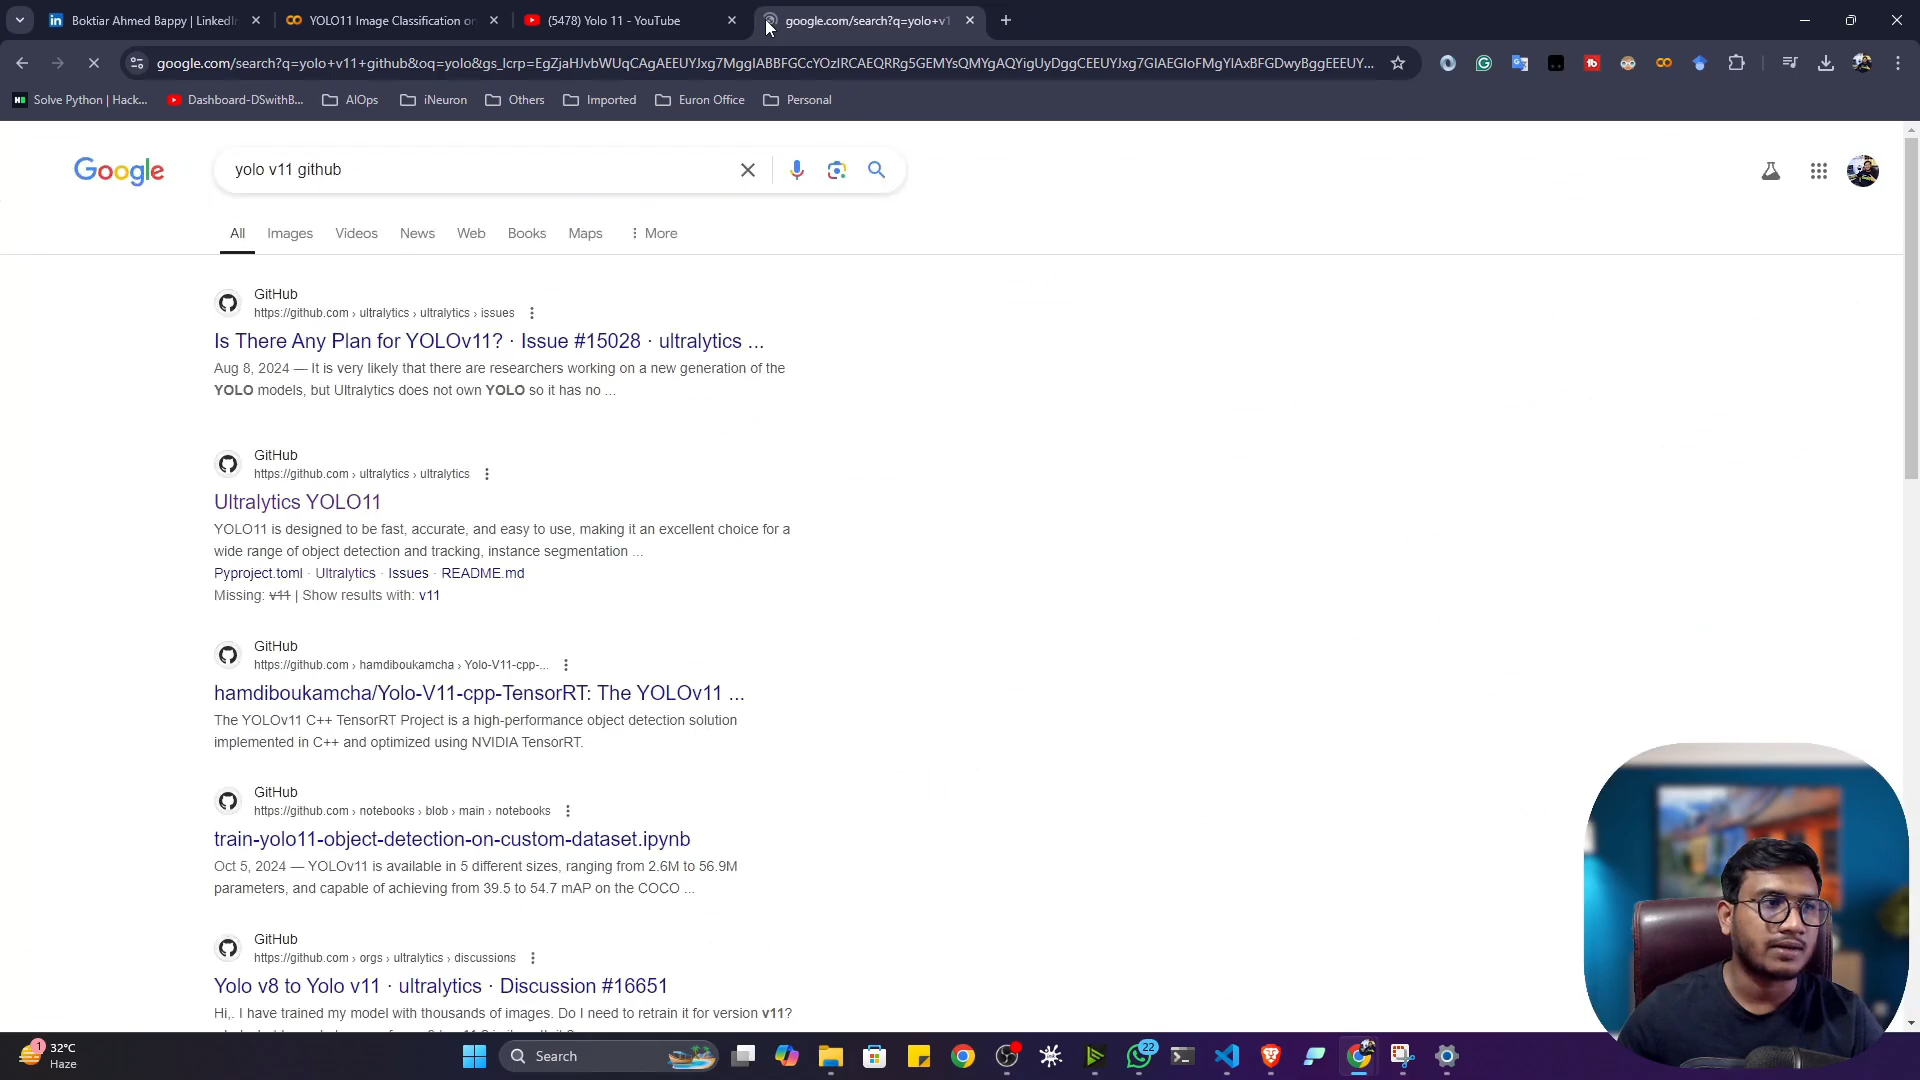 Boktiar Ahmed Bappy | LinkedIn
YOLO11 Image Classification on
(5478) Yolo 11 - YouTube
google.com/search?q=yolo+v1
google.com/search?q=yolo+v11+github&oq=yolo&gs_lcrp=EgZjaHJvbWUqCAgAEEUYJxg7MggIABBFGCcYOzIRCAEQRRg5GEMYsQMYgAQYigUyDggCEEUYJxg7GIAEGIoFMgYIAxBFGDwyBggEEEUY...
Solve Python | Hack...
Dashboard-DSwithB...
AIOps
iNeuron
Others
Imported
Euron Office
Personal
Google
yolo v11 github
All
Images
Videos
News
Web
Books
Maps
More
GitHub
https://github.com › ultralytics › ultralytics › issues
Is There Any Plan for YOLOv11? · Issue #15028 · ultralytics ...
Aug 8, 2024 — It is very likely that there are researchers working on a new generation of the
YOLO models, but Ultralytics does not own YOLO so it has no ...
GitHub
https://github.com › ultralytics › ultralytics
Ultralytics YOLO11
YOLO11 is designed to be fast, accurate, and easy to use, making it an excellent choice for a
wide range of object detection and tracking, instance segmentation ...
Pyproject.toml · Ultralytics · Issues · README.md
Missing: v11 | Show results with: v11
GitHub
https://github.com › hamdiboukamcha › Yolo-V11-cpp-...
hamdiboukamcha/Yolo-V11-cpp-TensorRT: The YOLOv11 ...
The YOLOv11 C++ TensorRT Project is a high-performance object detection solution
implemented in C++ and optimized using NVIDIA TensorRT.
GitHub
https://github.com › notebooks › blob › main › notebooks
train-yolo11-object-detection-on-custom-dataset.ipynb
Oct 5, 2024 — YOLOv11 is available in 5 different sizes, ranging from 2.6M to 56.9M
parameters, and capable of achieving from 39.5 to 54.7 mAP on the COCO ...
GitHub
https://github.com › orgs › ultralytics › discussions
Yolo v8 to Yolo v11 · ultralytics · Discussion #16651
Hi,. I have trained my model with thousands of images. Do I need to retrain it for version v11?
1
32°C
Haze
Search
22